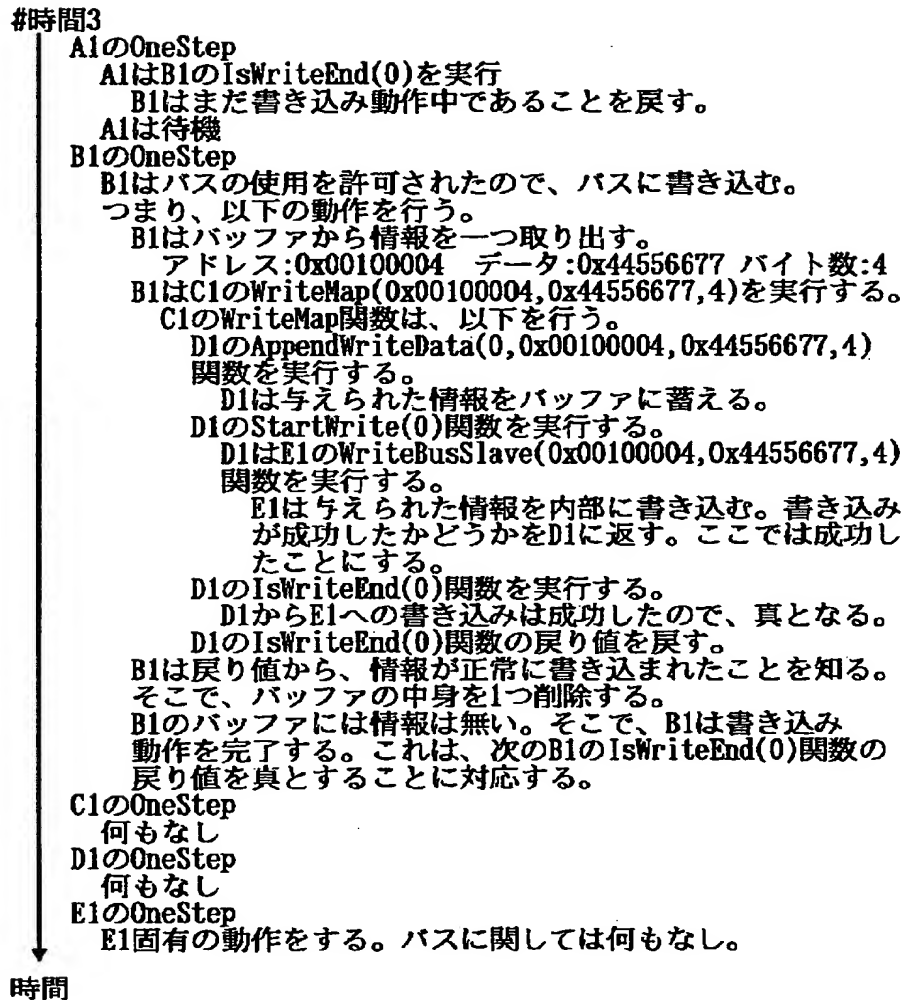 #時間3
A1のOneStep
A1はB1のIsWriteEnd(0)を実行
B1はまだ書き込み動作中であることを戻す。
A1は待機
B1のOneStep
B1はバスの使用を許可されたので、バスに書き込む。
つまり、以下の動作を行う。
B1はバッファから情報を一つ取り出す。
アドレス:0x00100004 データ:0x44556677 バイト数:4
B1はC1のWriteMap(0x00100004,0x44556677,4)を実行する。
C1のWriteMap関数は、以下を行う。
D1のAppendWriteData(0,0x00100004,0x44556677,4)
関数を実行する。
D1は与えられた情報をバッファに蓄える。
D1のStartWrite(0)関数を実行する。
D1はE1のWriteBusSlave(0x00100004,0x44556677,4)
関数を実行する。
E1は与えられた情報を内部に書き込む。書き込み
が成功したかどうかをD1に返す。ここでは成功し
たことにする。
D1のIsWriteEnd(0)関数を実行する。
D1からE1への書き込みは成功したので、真となる。
D1のIsWriteEnd(0)関数の戻り値を戻す。
B1は戻り値から、情報が正常に書き込まれたことを知る。
そこで、バッファの中身を1つ削除する。
B1のバッファには情報は無い。そこで、B1は書き込み
動作を完了する。これは、次のB1のIsWriteEnd(0)関数の
戻り値を真とすることに対応する。
C1のOneStep
何もなし
D1のOneStep
何もなし
E1のOneStep
E1固有の動作をする。バスに関しては何もなし。
時間